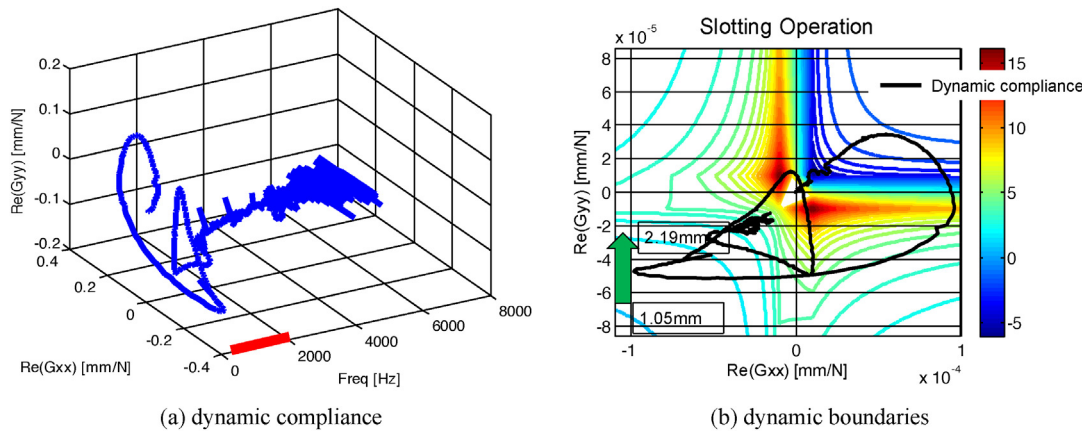 Slotting Operation
x 10⁻⁵
Dynamic compliance
Re(Gyy) [mm/N]
0.2
0.1
0
-0.1
-0.2
0.4
0.2
0
-0.2
-0.4
Re(Gxx) [mm/N]
0
2000
4000
6000
8000
Freq [Hz]
Re(Gyy) [mm/N]
8
6
4
2
0
-2
-4
-6
-8
2.19mm
1.05mm
-1
0
1
Re(Gxx) [mm/N]
x 10⁻⁴
15
10
5
0
-5
(a) dynamic compliance
(b) dynamic boundaries